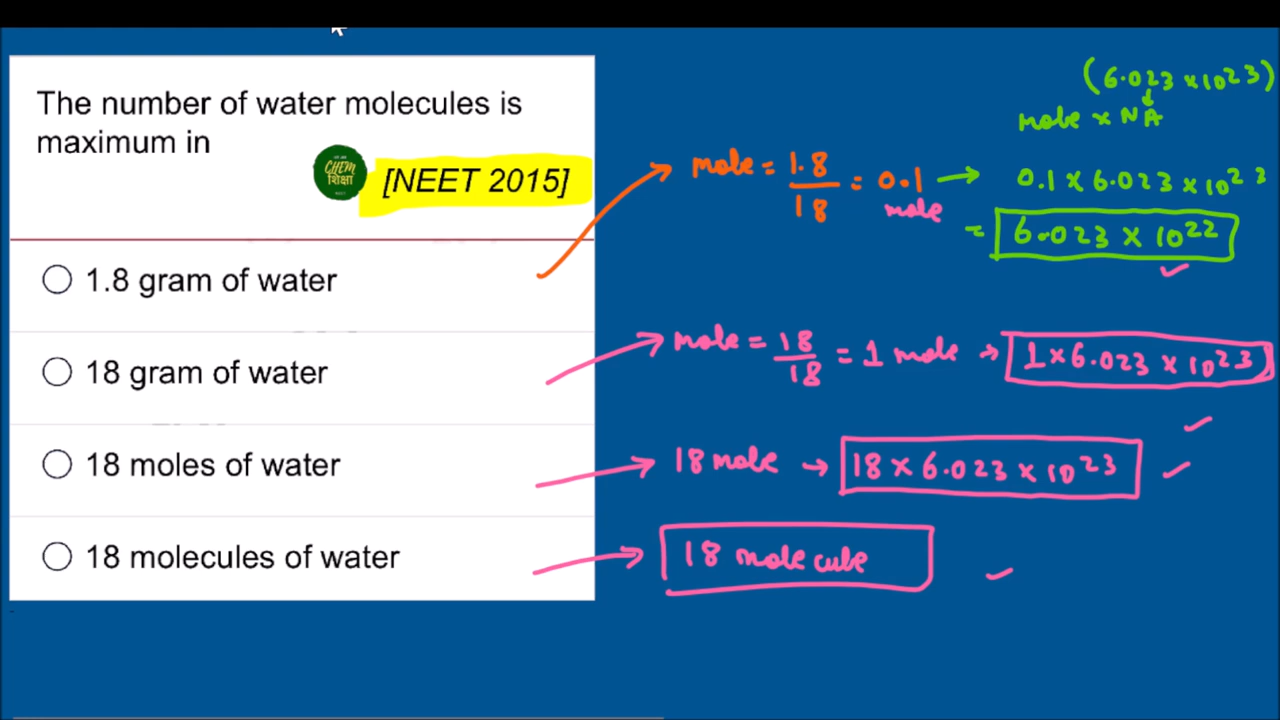 The number of water molecules is
maximum in
CHEM
शिक्षा
[NEET 2015]
1.8 gram of water
18 gram of water
18 moles of water
18 molecules of water
(6.023 × 10²³)
mole × NA
mole = 1.8/18 = 0.1 mole → 0.1 × 6.023 × 10²³
= 6.023 × 10²²
mole = 18/18 = 1 mole → 1 × 6.023 × 10²³
18 mole → 18 × 6.023 × 10²³
18 molecule